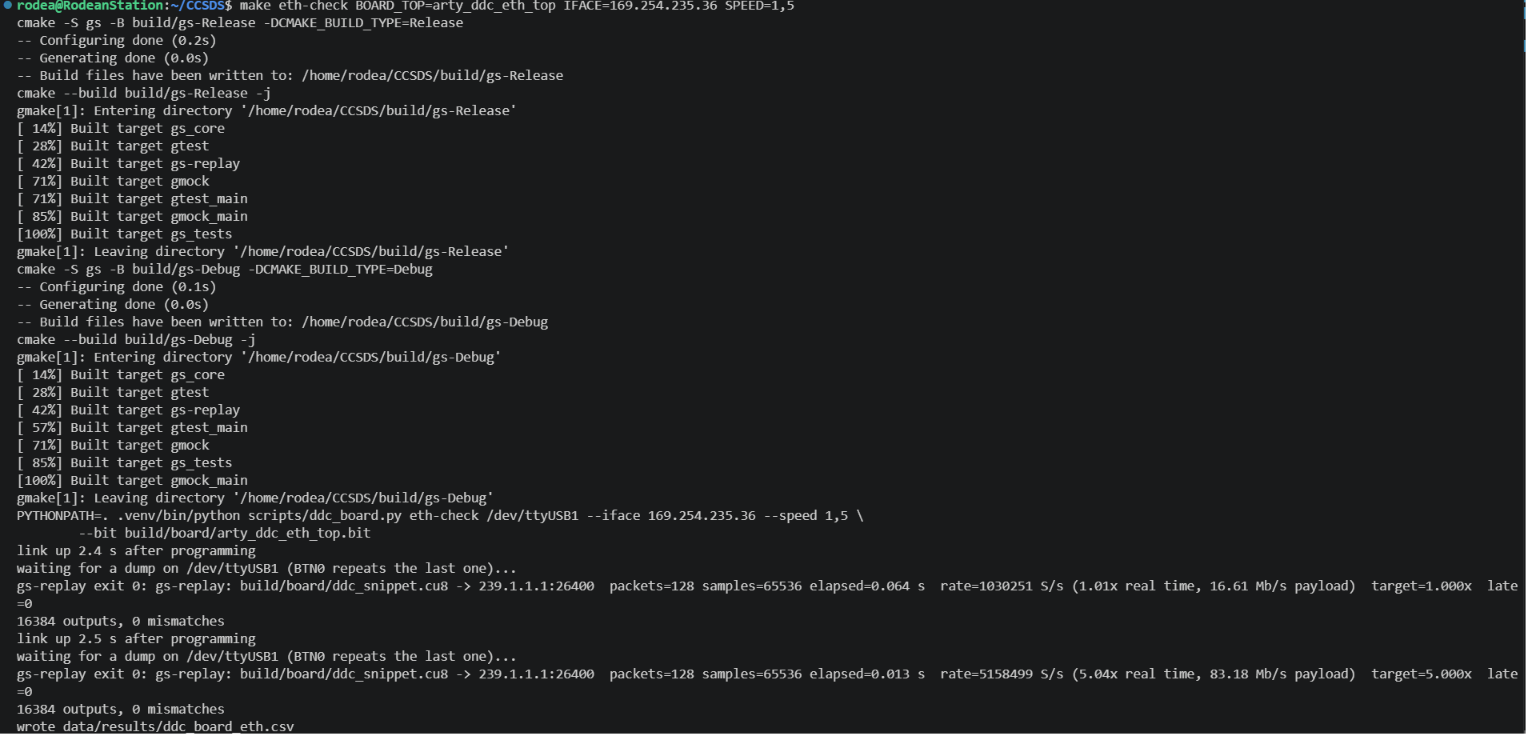 rodea@RodeanStation:~/CCSDS$ make eth-check BOARD_TOP=arty_ddc_eth_top IFACE=169.254.235.36 SPEED=1,5
cmake -S gs -B build/gs-Release -DCMAKE_BUILD_TYPE=Release
-- Configuring done (0.2s)
-- Generating done (0.0s)
-- Build files have been written to: /home/rodea/CCSDS/build/gs-Release
cmake --build build/gs-Release -j
gmake[1]: Entering directory '/home/rodea/CCSDS/build/gs-Release'
[ 14%] Built target gs_core
[ 28%] Built target gtest
[ 42%] Built target gs-replay
[ 71%] Built target gmock
[ 71%] Built target gtest_main
[ 85%] Built target gmock_main
[100%] Built target gs_tests
gmake[1]: Leaving directory '/home/rodea/CCSDS/build/gs-Release'
cmake -S gs -B build/gs-Debug -DCMAKE_BUILD_TYPE=Debug
-- Configuring done (0.1s)
-- Generating done (0.0s)
-- Build files have been written to: /home/rodea/CCSDS/build/gs-Debug
cmake --build build/gs-Debug -j
gmake[1]: Entering directory '/home/rodea/CCSDS/build/gs-Debug'
[ 14%] Built target gs_core
[ 28%] Built target gtest
[ 42%] Built target gs-replay
[ 57%] Built target gtest_main
[ 71%] Built target gmock
[ 85%] Built target gs_tests
[100%] Built target gmock_main
gmake[1]: Leaving directory '/home/rodea/CCSDS/build/gs-Debug'
PYTHONPATH=. .venv/bin/python scripts/ddc_board.py eth-check /dev/ttyUSB1 --iface 169.254.235.36 --speed 1,5 \
--bit build/board/arty_ddc_eth_top.bit
link up 2.4 s after programming
waiting for a dump on /dev/ttyUSB1 (BTN0 repeats the last one)...
gs-replay exit 0: gs-replay: build/board/ddc_snippet.cu8 -> 239.1.1.1:26400  packets=128 samples=65536 elapsed=0.064 s  rate=1030251 S/s (1.01x real time, 16.61 Mb/s payload)  target=1.000x  late
=0
16384 outputs, 0 mismatches
link up 2.5 s after programming
waiting for a dump on /dev/ttyUSB1 (BTN0 repeats the last one)...
gs-replay exit 0: gs-replay: build/board/ddc_snippet.cu8 -> 239.1.1.1:26400  packets=128 samples=65536 elapsed=0.013 s  rate=5158499 S/s (5.04x real time, 83.18 Mb/s payload)  target=5.000x  late
=0
16384 outputs, 0 mismatches
wrote data/results/ddc_board_eth.csv